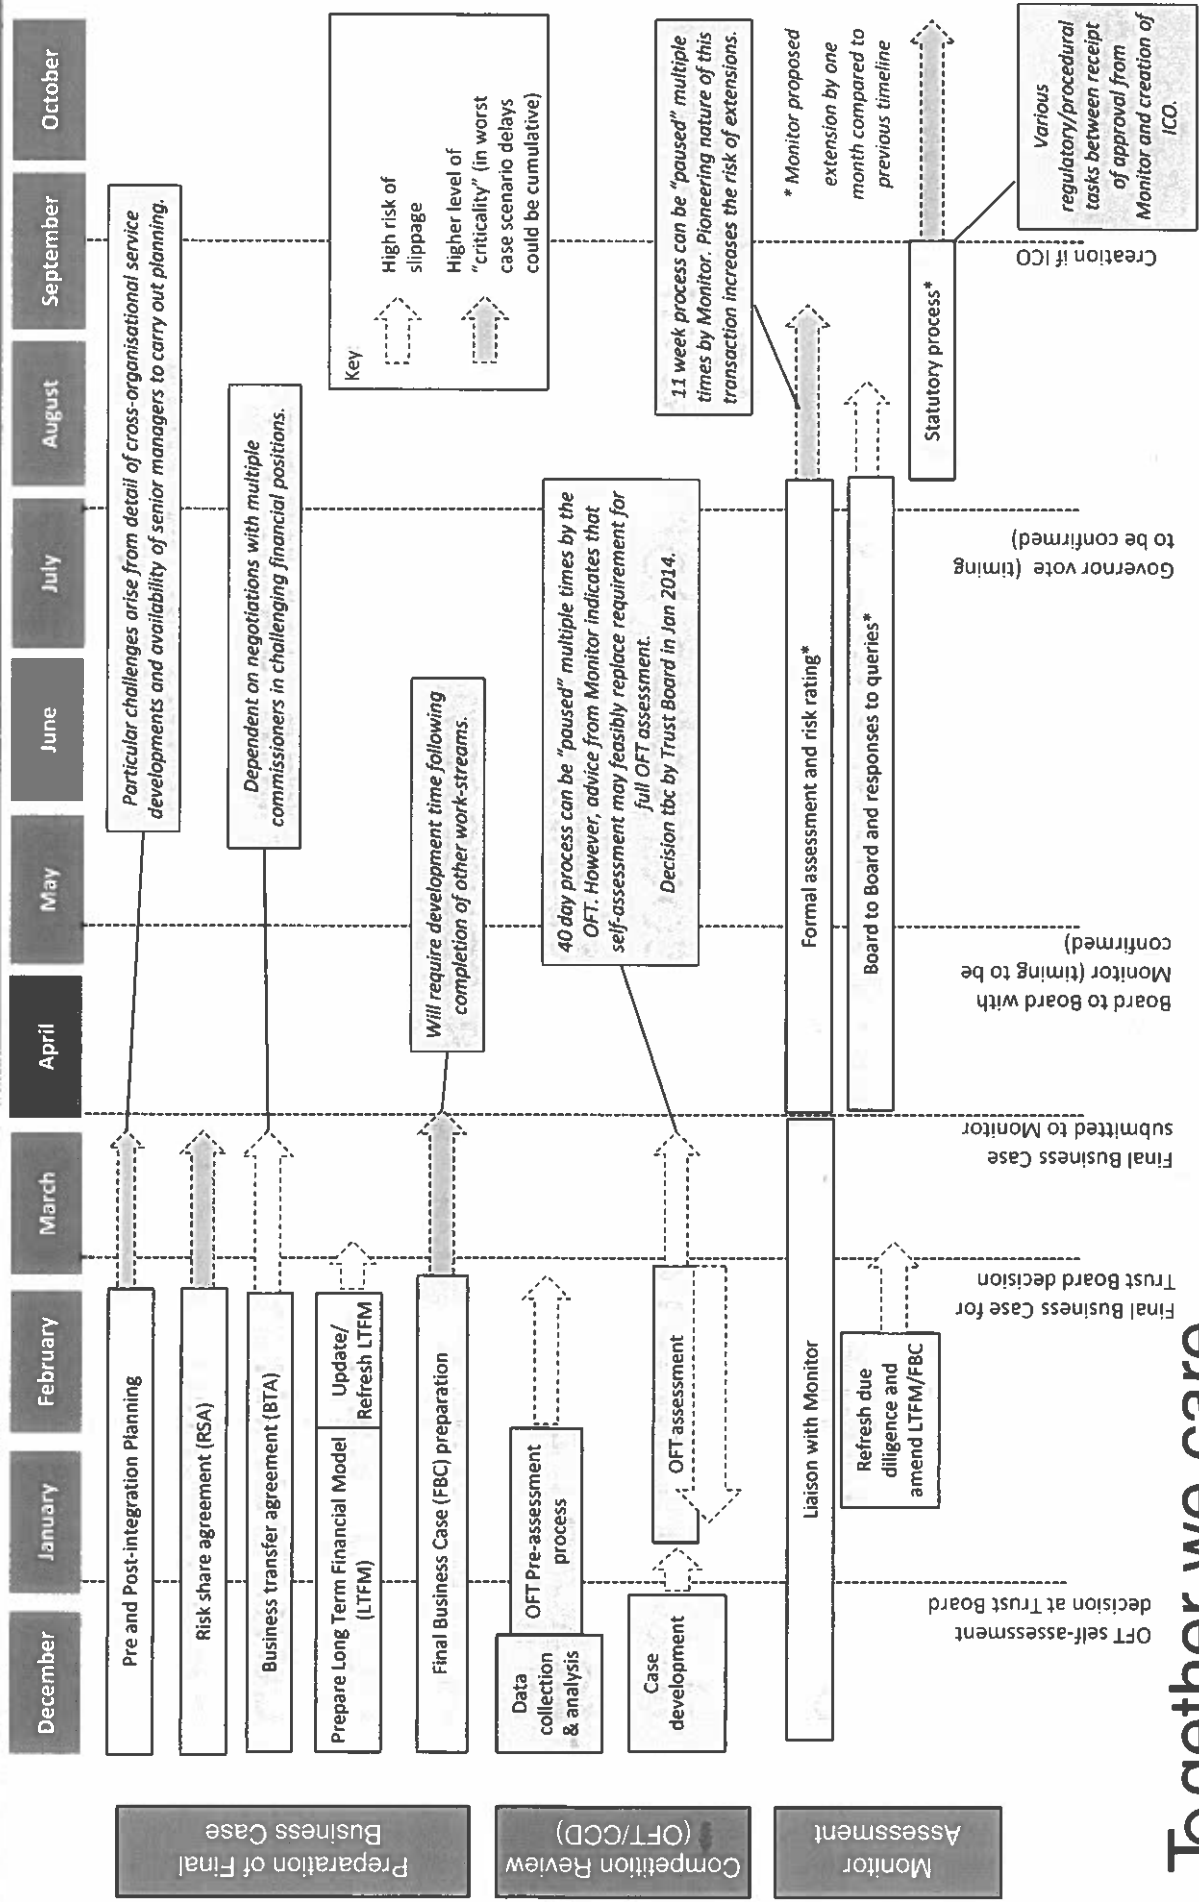 December
January
February
March
April
May
June
July
August
September
October
Preparation of Final
Business Case
Pre and Post-integration Planning
Particular challenges arise from detail of cross-organisational service
developments and availability of senior managers to carry out planning.
Risk share agreement (RSA)
Business transfer agreement (BTA)
Dependent on negotiations with multiple
commissioners in challenging financial positions.
Prepare Long Term Financial Model
(LTFM)
Update/
Refresh LTFM
Final Business Case (FBC) preparation
Will require development time following
completion of other work-streams.
Key:
High risk of
slippage
Higher level of
"criticality" (in worst
case scenario delays
could be cumulative)
Competition Review
(OFT/CCD)
Data
collection
& analysis
OFT Pre-assessment
process
Case
development
OFT assessment
40 day process can be "paused" multiple times by the
OFT. However, advice from Monitor indicates that
self-assessment may feasibly replace requirement for
full OFT assessment.
Decision tbc by Trust Board in Jan 2014.
11 week process can be "paused" multiple
times by Monitor. Pioneering nature of this
transaction increases the risk of extensions.
Monitor
Assessment
Liaison with Monitor
Formal assessment and risk rating*
Refresh due
diligence and
amend LTFM/FBC
Board to Board and responses to queries*
* Monitor proposed
extension by one
month compared to
previous timeline
Statutory process*
Various
regulatory/procedural
tasks between receipt
of approval from
Monitor and creation of
ICO.
OFT self-assessment
decision at Trust Board
Final Business Case for
Trust Board decision
Final Business Case
submitted to Monitor
Board to Board with
Monitor (timing to be
confirmed)
Governor vote (timing
to be confirmed)
Creation if ICO
Together we care